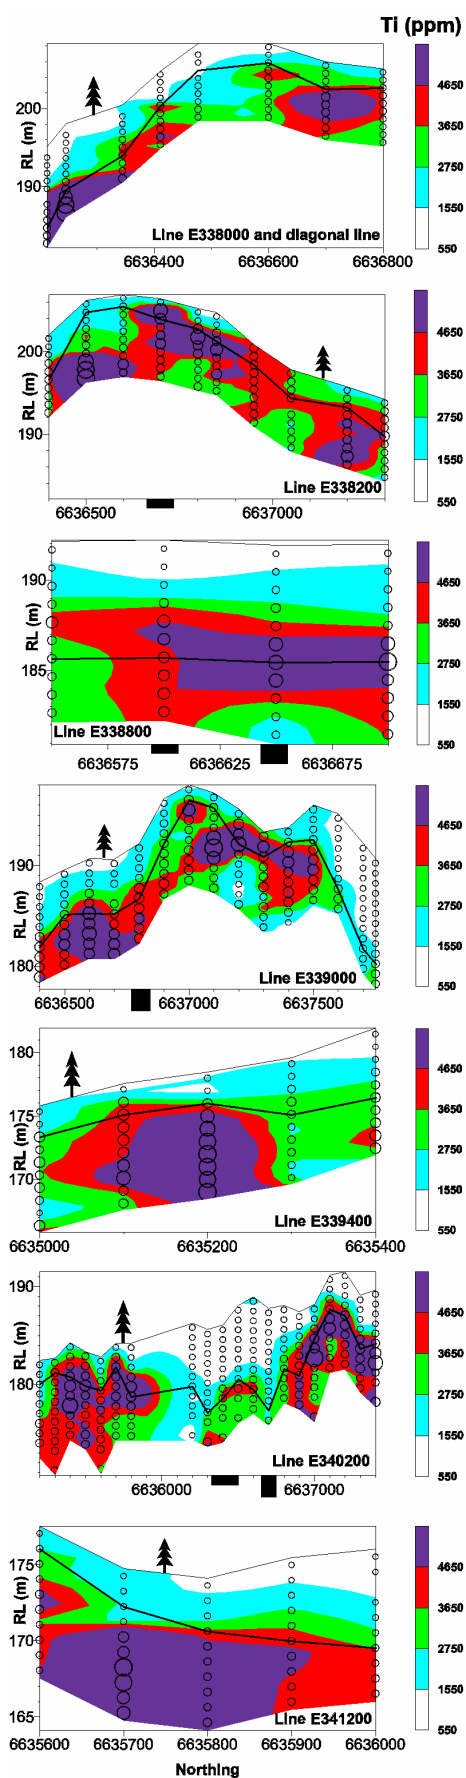 Ti (ppm)
200
190
RL (m)
4650
3650
2750
1550
550
Line E338000 and diagonal line
6636400 6636600 6636800
200
190
RL (m)
4650
3650
2750
1550
550
Line E338200
6636500 6637000
190
185
RL (m)
4650
3650
2750
1550
550
Line E338800
6636575 6636625 6636675
190
180
RL (m)
4650
3650
2750
1550
550
Line E339000
6636500 6637000 6637500
180
175
170
RL (m)
4650
3650
2750
1550
550
Line E339400
6635000 6635200 6635400
190
180
RL (m)
4650
3650
2750
1550
550
Line E340200
6636000 6637000
175
170
165
RL (m)
4650
3650
2750
1550
550
Line E341200
6635600 6635700 6635800 6635900 6636000
Northing